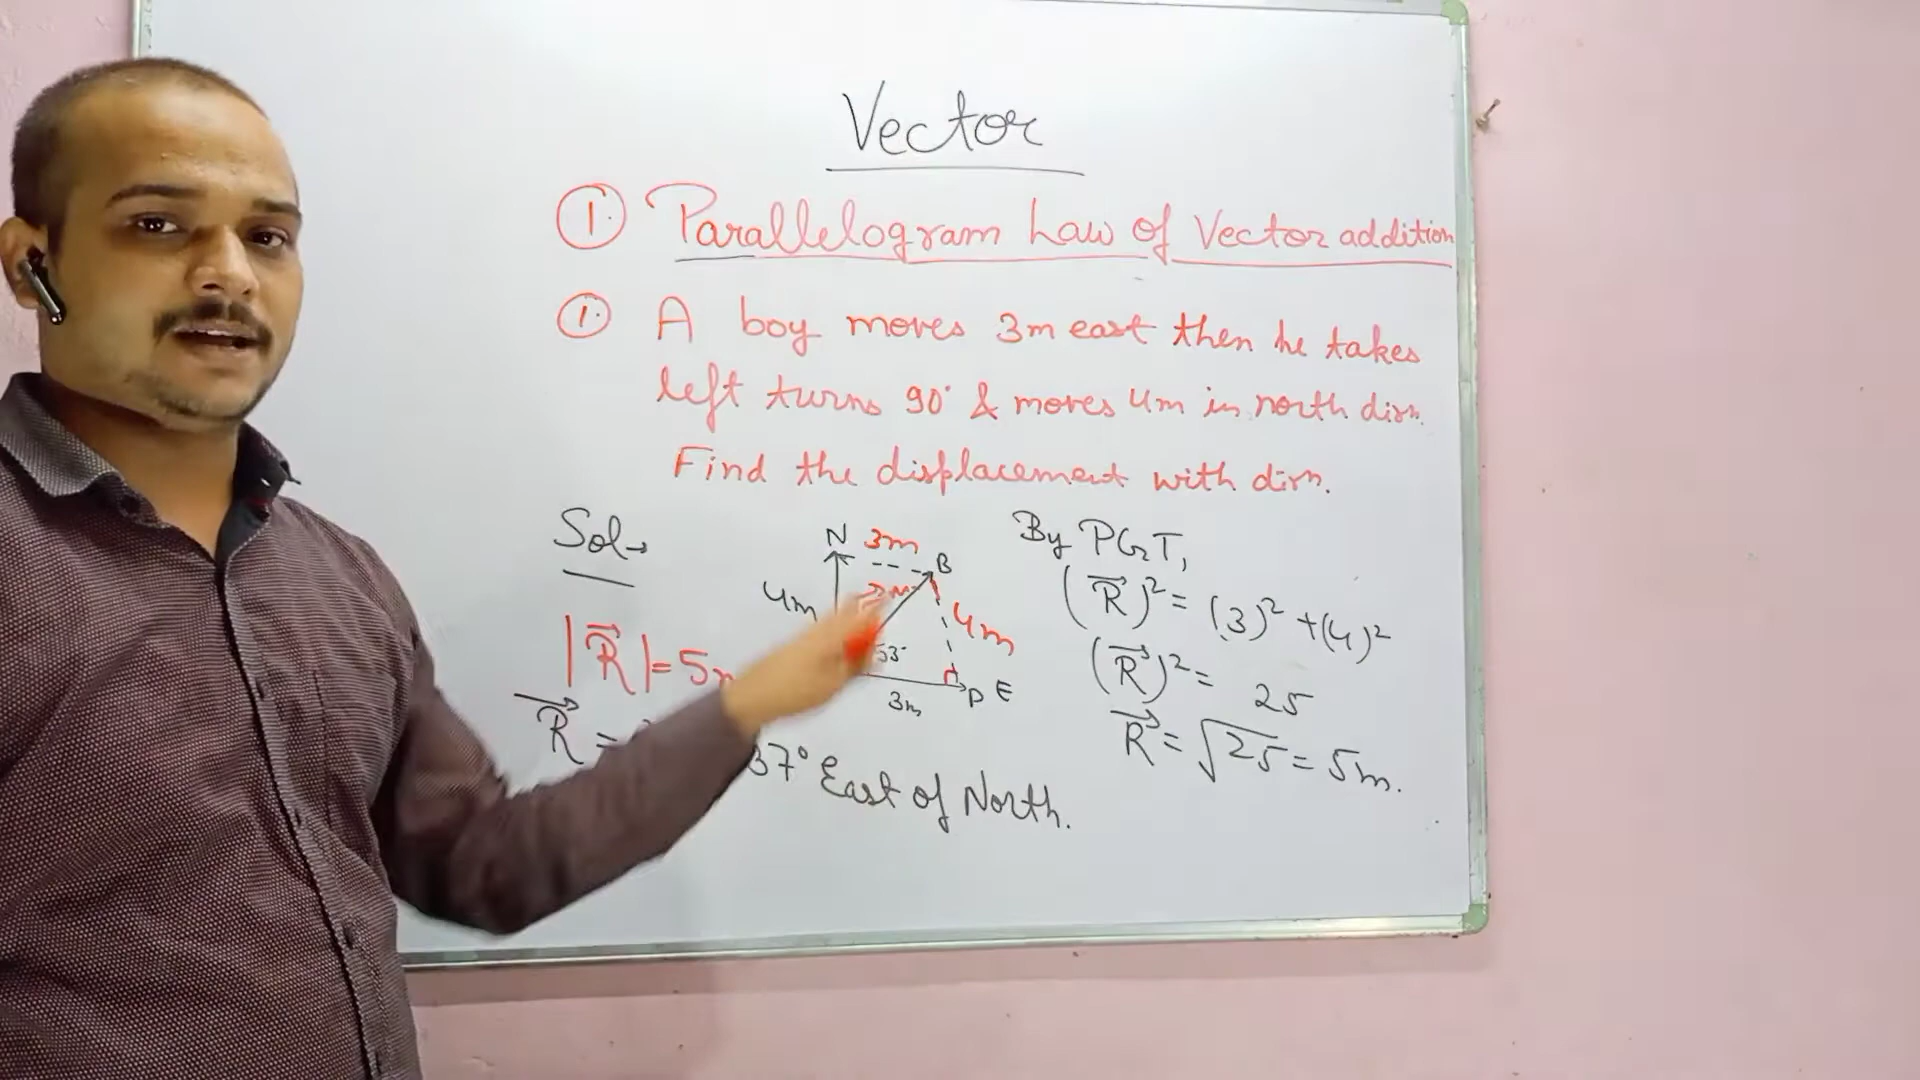 Vector
① Parallelogram Law of Vector addition
① A boy moves 3m east then he takes
left turns 90° & moves 4m in north dirn.
Find the displacement with dirn.
Sol→
N 3m
B
4m
4m
53°
3m
D E
|R⃗|=5m
R⃗ =
37° East of North.
By PGT,
(R⃗)² = (3)² + (4)²
(R⃗)² = 25
R⃗ = √25 = 5m.